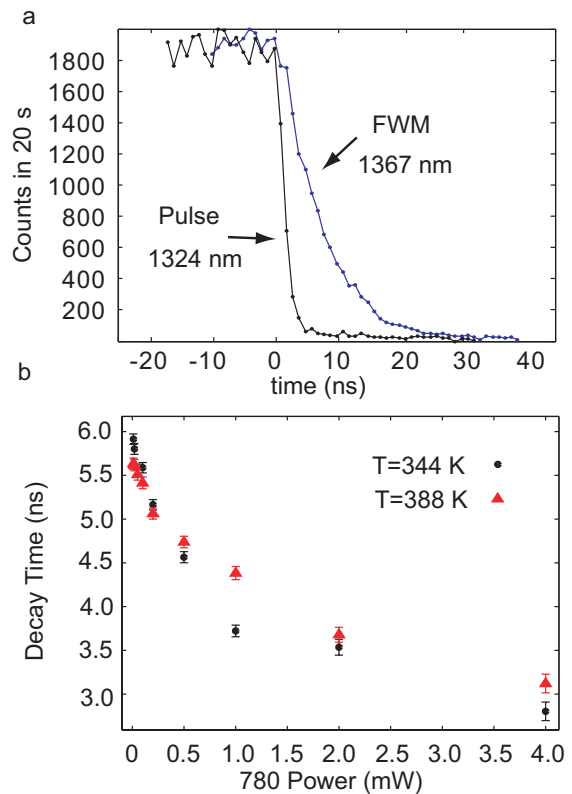 a
1800
1600
1400
1200
1000
800
600
400
200
Counts in 20 s
FWM
1367 nm
Pulse
1324 nm
-20 -10 0 10 20 30 40
time (ns)
b
6.0
5.5
5.0
4.5
4.0
3.5
3.0
Decay Time (ns)
T=344 K
T=388 K
0 0.5 1.0 1.5 2.0 2.5 3.0 3.5 4.0
780 Power (mW)